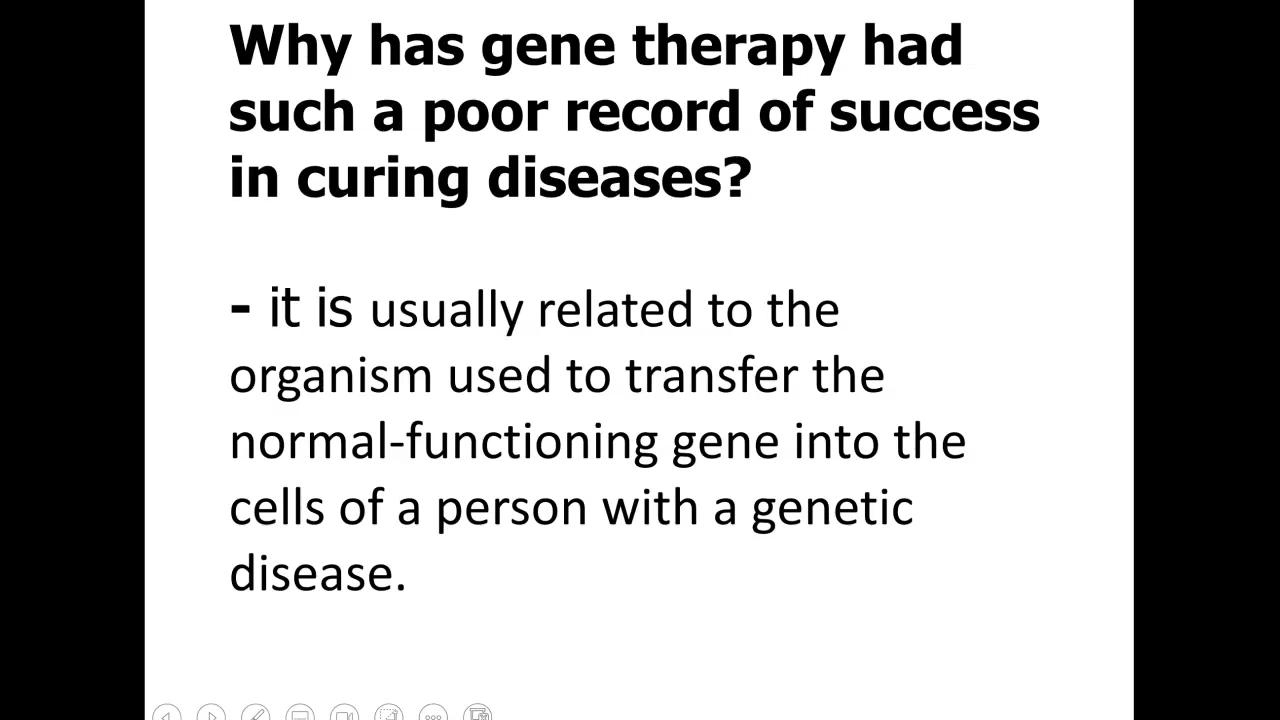 Why has gene therapy had
such a poor record of success
in curing diseases?
- it is usually related to the
organism used to transfer the
normal-functioning gene into the
cells of a person with a genetic
disease.